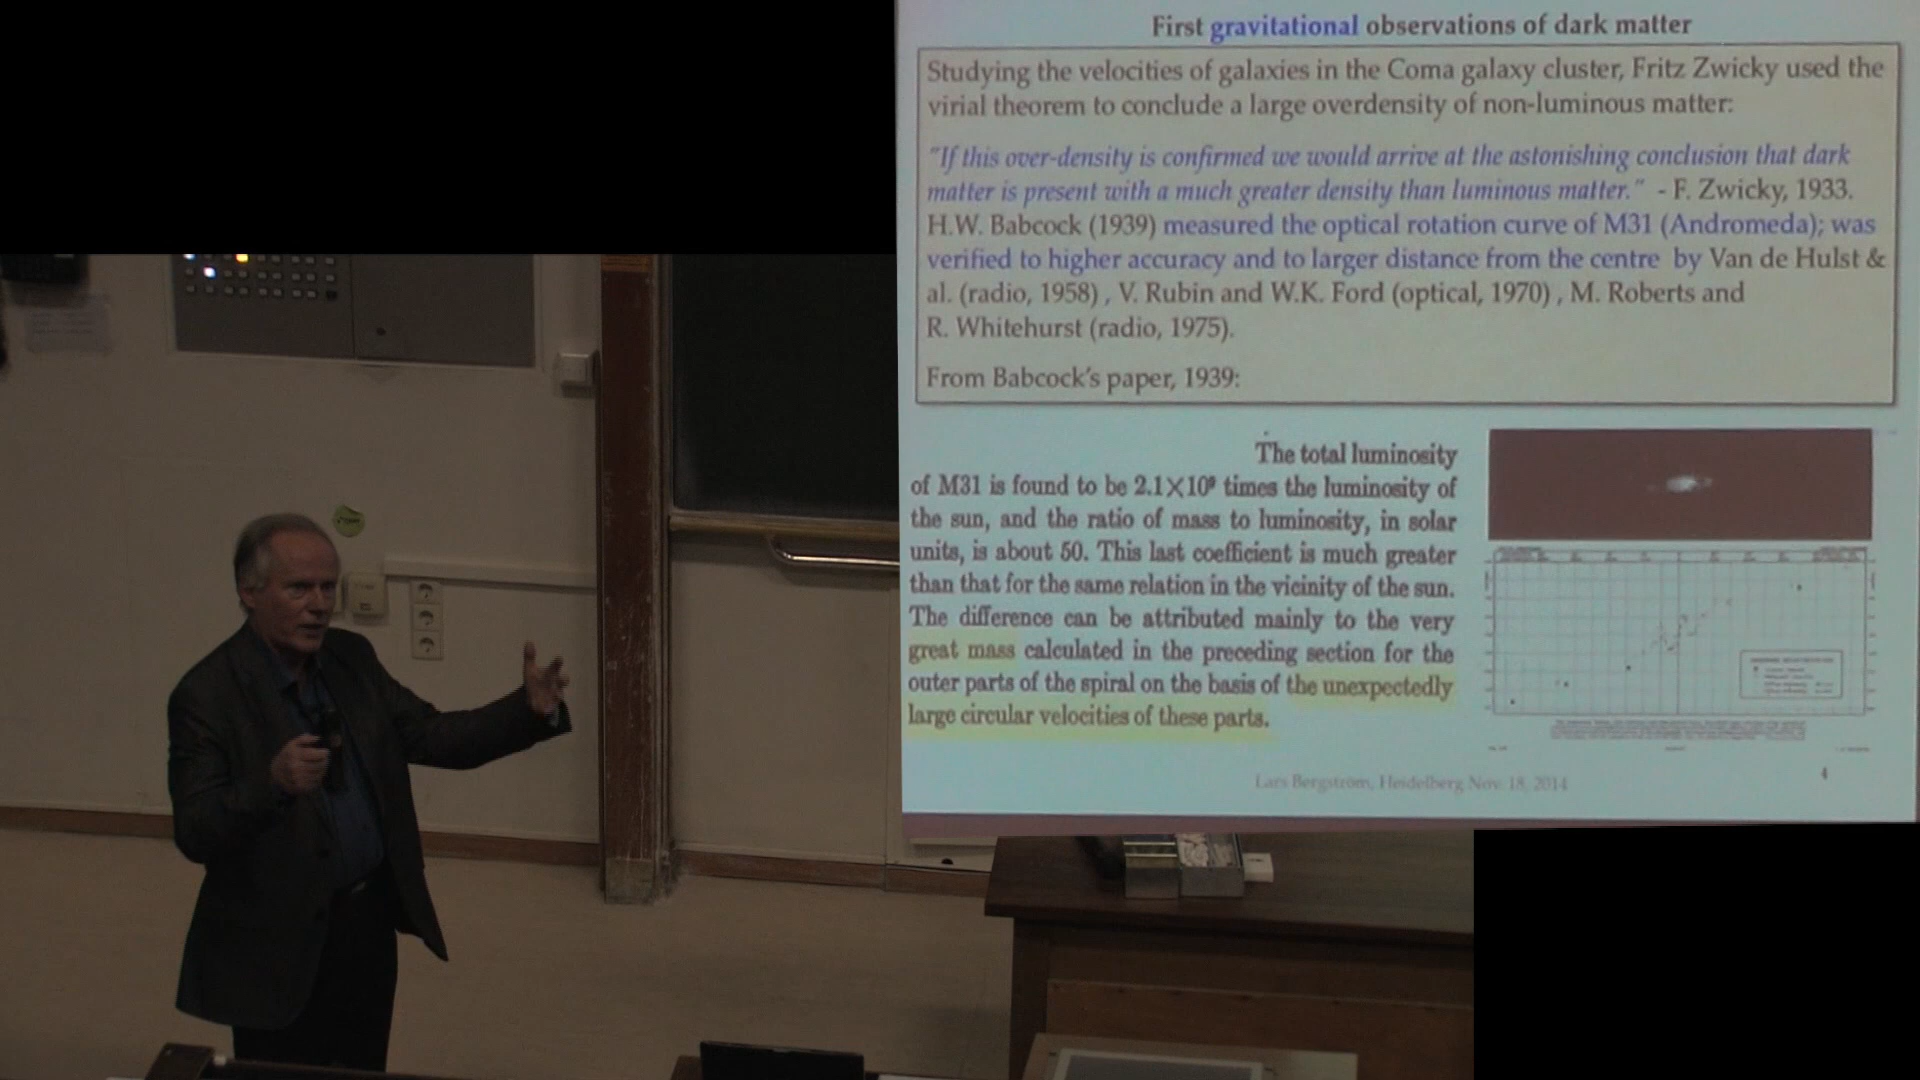 First gravitational observations of dark matter
Studying the velocities of galaxies in the Coma galaxy cluster, Fritz Zwicky used the
virial theorem to conclude a large overdensity of non-luminous matter:
"If this over-density is confirmed we would arrive at the astonishing conclusion that dark
matter is present with a much greater density than luminous matter." - F. Zwicky, 1933.
H.W. Babcock (1939) measured the optical rotation curve of M31 (Andromeda); was
verified to higher accuracy and to larger distance from the centre by Van de Hulst &
al. (radio, 1958) , V. Rubin and W.K. Ford (optical, 1970) , M. Roberts and
R. Whitehurst (radio, 1975).
From Babcock's paper, 1939:
The total luminosity
of M31 is found to be 2.1×10⁹ times the luminosity of
the sun, and the ratio of mass to luminosity, in solar
units, is about 50. This last coefficient is much greater
than that for the same relation in the vicinity of the sun.
The difference can be attributed mainly to the very
great mass calculated in the preceding section for the
outer parts of the spiral on the basis of the unexpectedly
large circular velocities of these parts.
Lars Bergström, Heidelberg Nov. 18, 2014
4